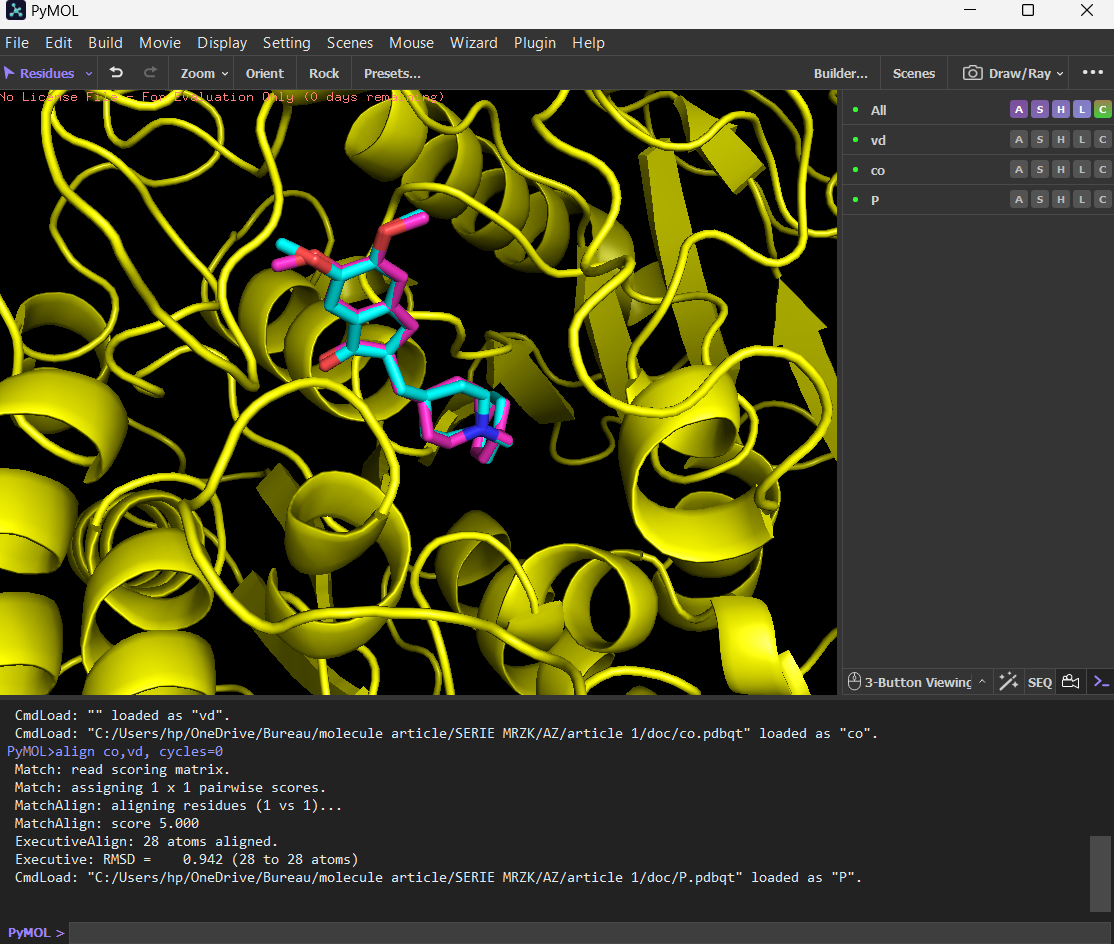 PyMOL
File Edit Build Movie Display Setting Scenes Mouse Wizard Plugin Help
Residues Zoom Orient Rock Presets... Builder... Scenes Draw/Ray
No License File - For Evaluation Only (0 days remaining)
All A S H L C
vd A S H L C
co A S H L C
P A S H L C
3-Button Viewing SEQ
CmdLoad: "" loaded as "vd".
CmdLoad: "C:/Users/hp/OneDrive/Bureau/molecule article/SERIE MRZK/AZ/article 1/doc/co.pdbqt" loaded as "co".
PyMOL>align co,vd, cycles=0
Match: read scoring matrix.
Match: assigning 1 x 1 pairwise scores.
MatchAlign: aligning residues (1 vs 1)...
MatchAlign: score 5.000
ExecutiveAlign: 28 atoms aligned.
Executive: RMSD =    0.942 (28 to 28 atoms)
CmdLoad: "C:/Users/hp/OneDrive/Bureau/molecule article/SERIE MRZK/AZ/article 1/doc/P.pdbqt" loaded as "P".
PyMOL >